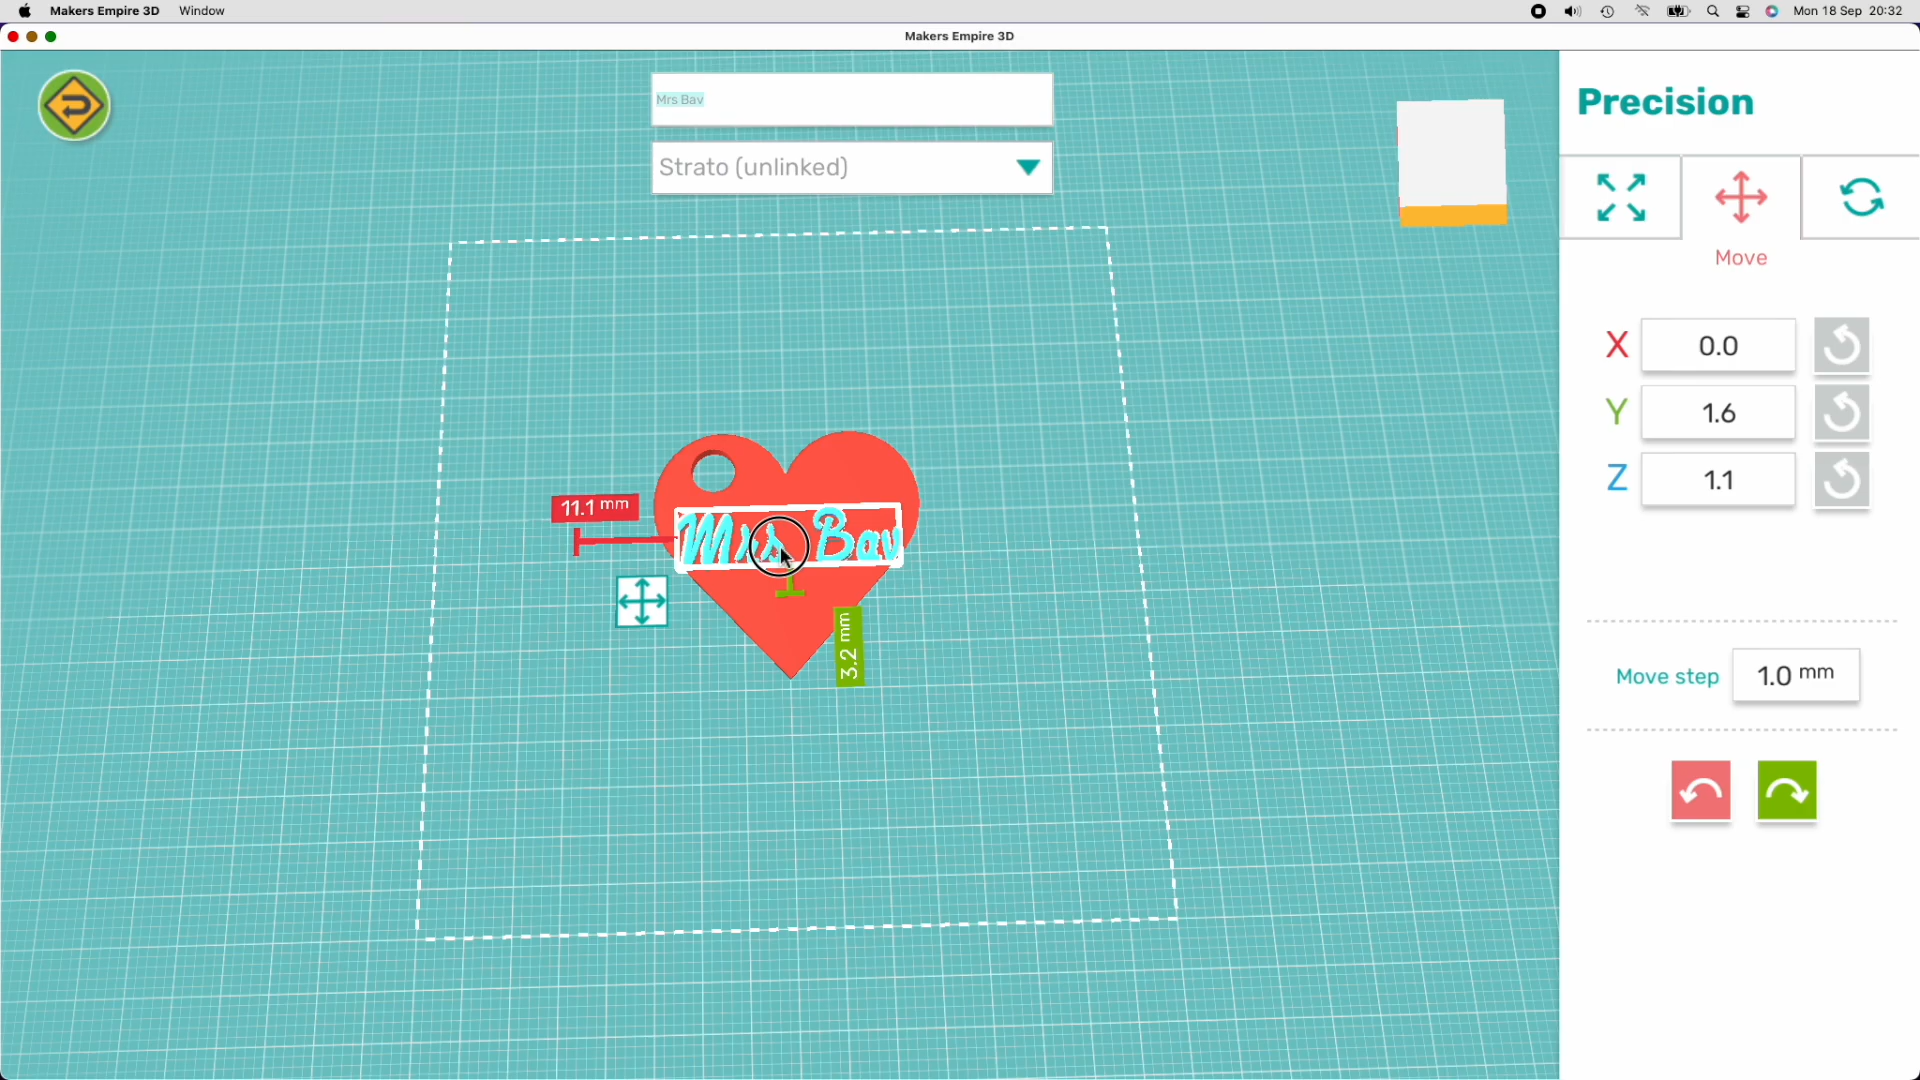 Makers Empire 3D Window Mon 18 Sep 20:32
Makers Empire 3D
Mrs Bav
Strato (unlinked)
Precision
Move
X 0.0
Y 1.6
Z 1.1
11.1 mm
Mrs Bav
3.2 mm
Move step 1.0 mm